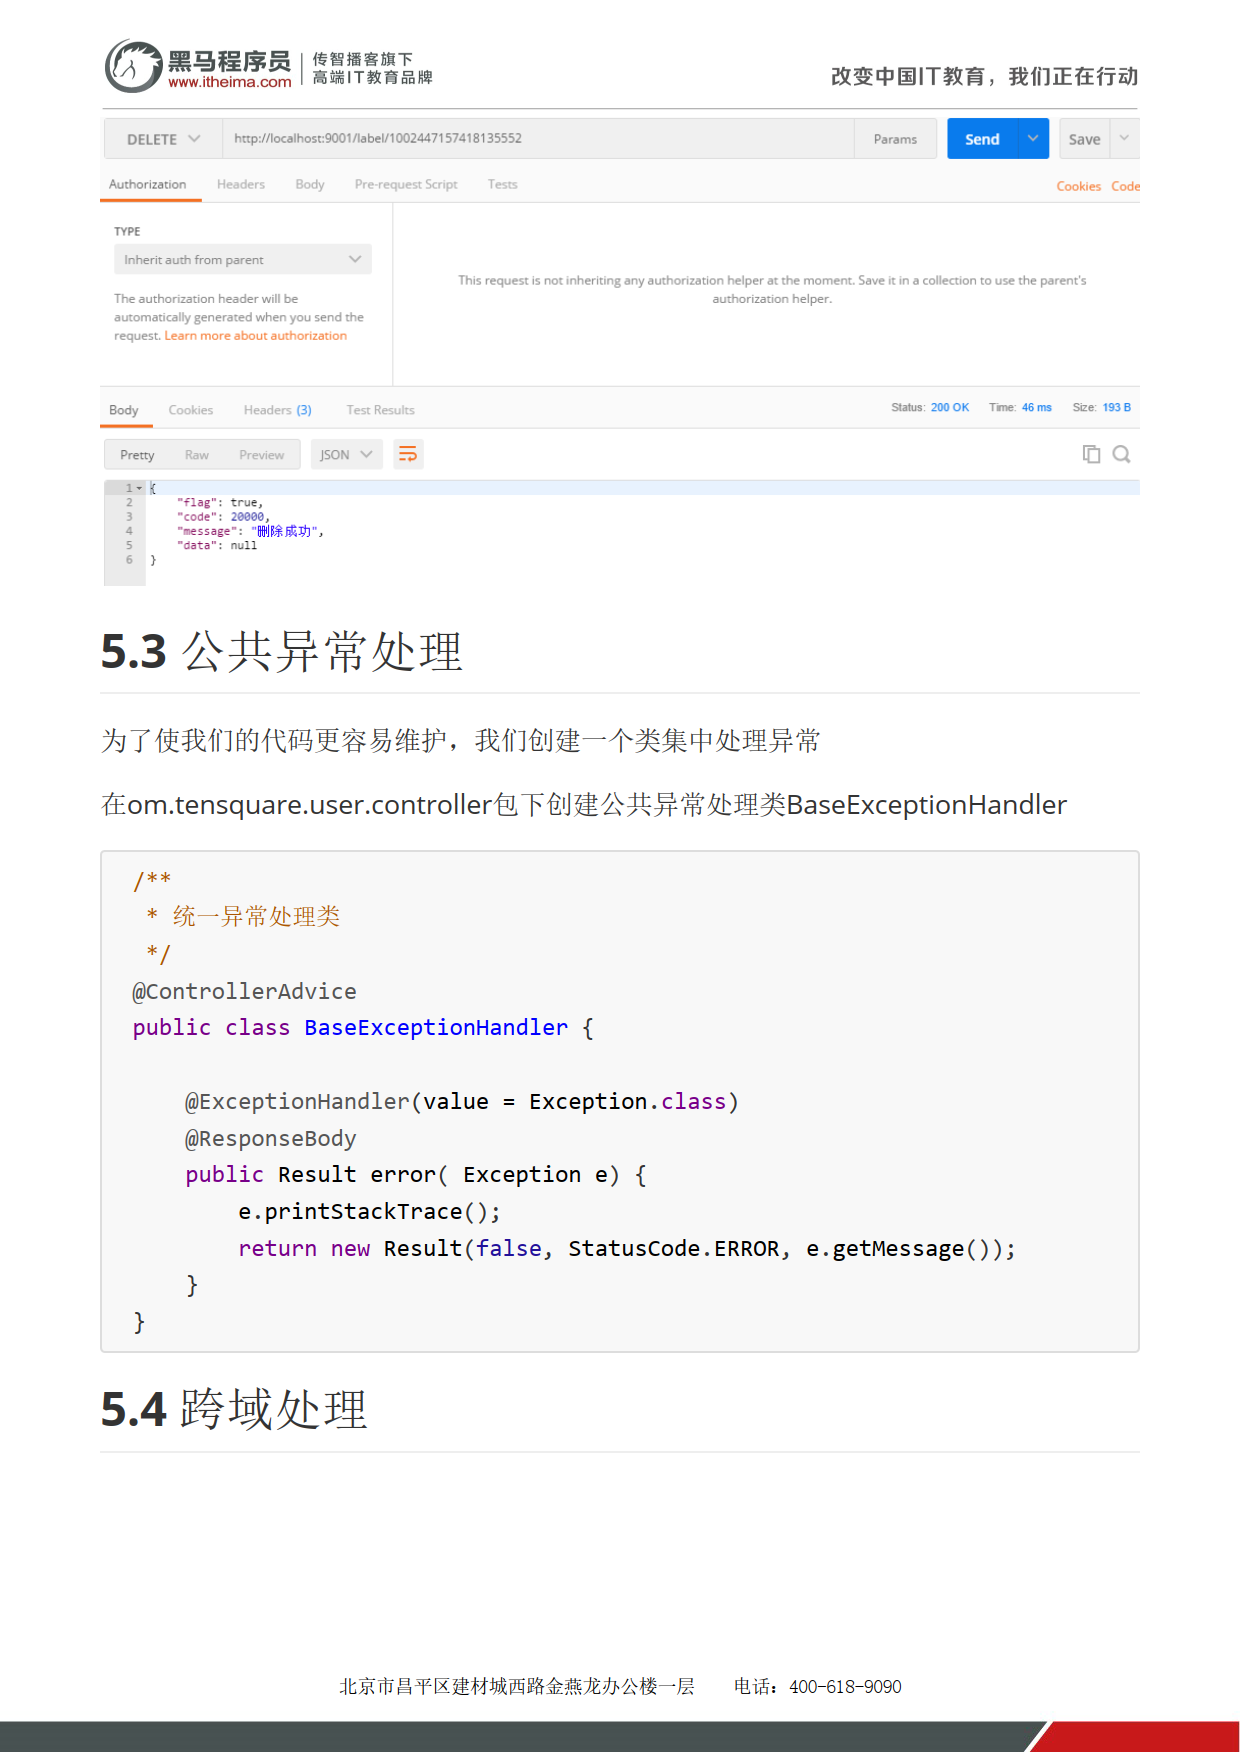 黑马程序员
www.itheima.com
传智播客旗下
高端IT教育品牌
改变中国IT教育，我们正在行动
DELETE http://localhost:9001/label/1002447157418135552 Params Send Save
Authorization Headers Body Pre-request Script Tests Cookies Code
TYPE
Inherit auth from parent
The authorization header will be
automatically generated when you send the
request. Learn more about authorization
This request is not inheriting any authorization helper at the moment. Save it in a collection to use the parent's
authorization helper.
Body Cookies Headers (3) Test Results Status: 200 OK Time: 46 ms Size: 193 B
Pretty Raw Preview JSON
1 {
2 "flag": true,
3 "code": 20000,
4 "message": "删除成功",
5 "data": null
6 }
5.3 公共异常处理
为了使我们的代码更容易维护，我们创建一个类集中处理异常
在om.tensquare.user.controller包下创建公共异常处理类BaseExceptionHandler
/**
 * 统一异常处理类
 */
@ControllerAdvice
public class BaseExceptionHandler {
    @ExceptionHandler(value = Exception.class)
    @ResponseBody
    public Result error( Exception e) {
        e.printStackTrace();
        return new Result(false, StatusCode.ERROR, e.getMessage());
    }
}
5.4 跨域处理
北京市昌平区建材城西路金燕龙办公楼一层 电话：400-618-9090